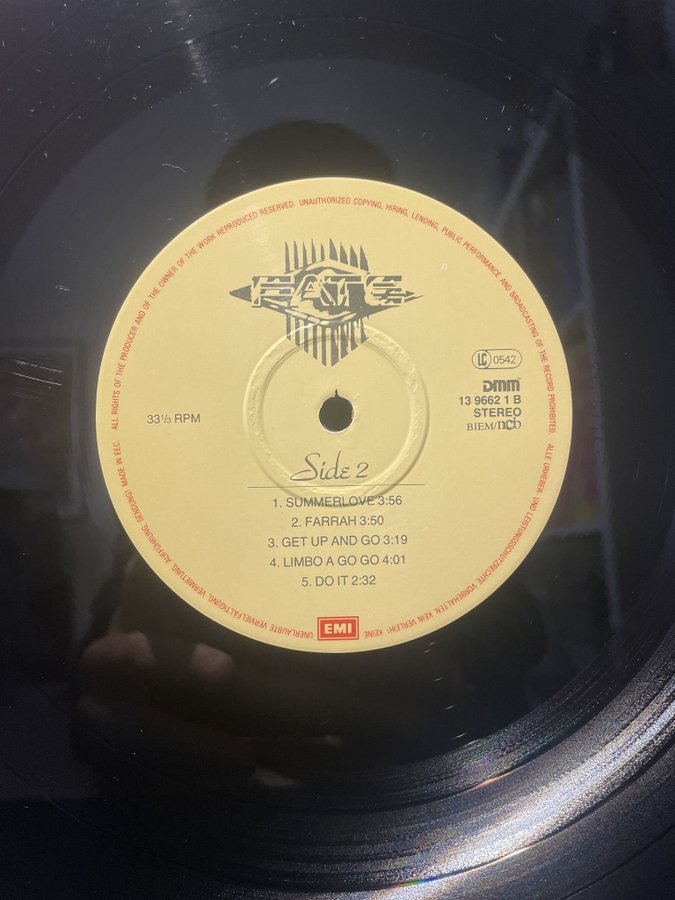 ALL RIGHTS OF THE PRODUCER AND OF THE OWNER OF THE WORK REPRODUCED RESERVED. UNAUTHORIZED COPYING, HIRING, LENDING, PUBLIC PERFORMANCE AND BROADCASTING OF THE RECORD PROHIBITED.
ALLE URHEBER- UND LEISTUNGSSCHUTZRECHTE VORBEHALTEN. KEIN VERLEIH! KEINE
UNERLAUBTE VERVIELFÄLTIGUNG, VERMIETUNG, AUFFÜHRUNG, SENDUNG! MADE IN EEC.
FATE
LC 0542
DMM
13 9662 1 B
STEREO
BIEM/ncb
33 1/3 RPM
Side 2
1. SUMMERLOVE 3:56
2. FARRAH 3:50
3. GET UP AND GO 3:19
4. LIMBO A GO GO 4:01
5. DO IT 2:32
EMI